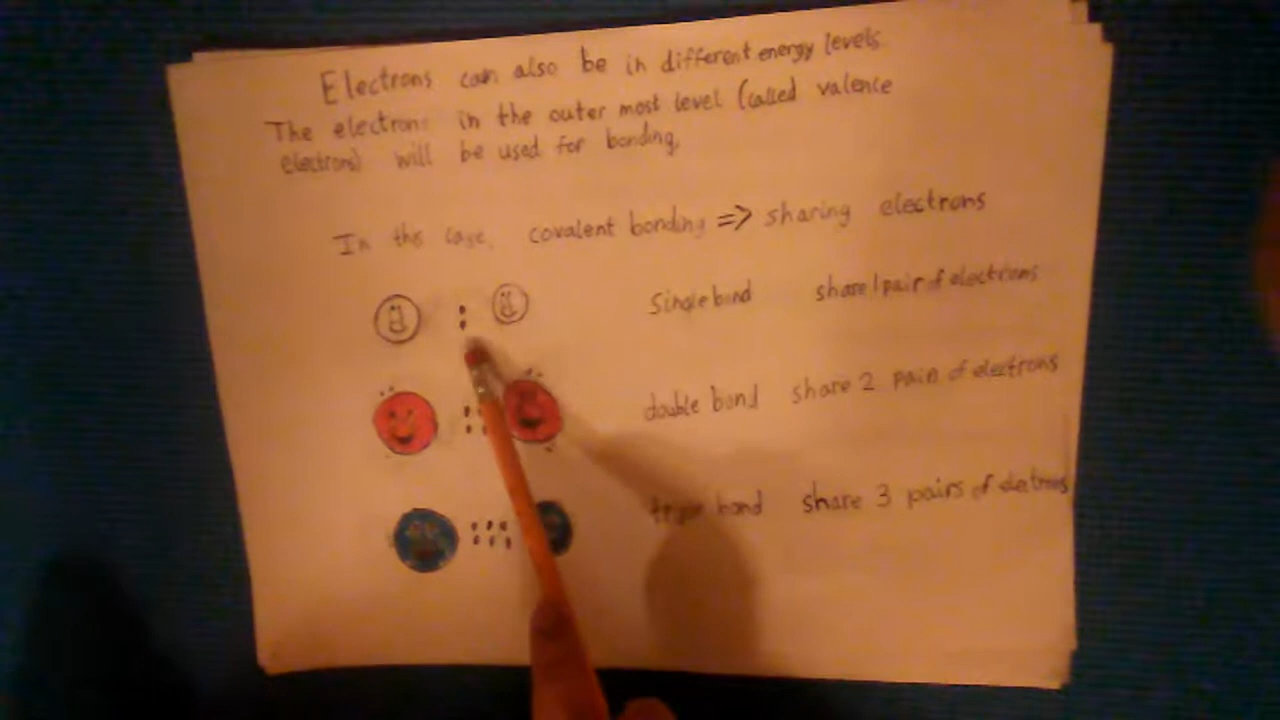 Electrons can also be in different energy levels
The electrons in the outer most level (called valence
electron) will be used for bonding,
In this case, covalent bonding => sharing electrons
Single bond share 1 pair of electrons
double bond share 2 pair of electrons
bond share 3 pairs of electrons